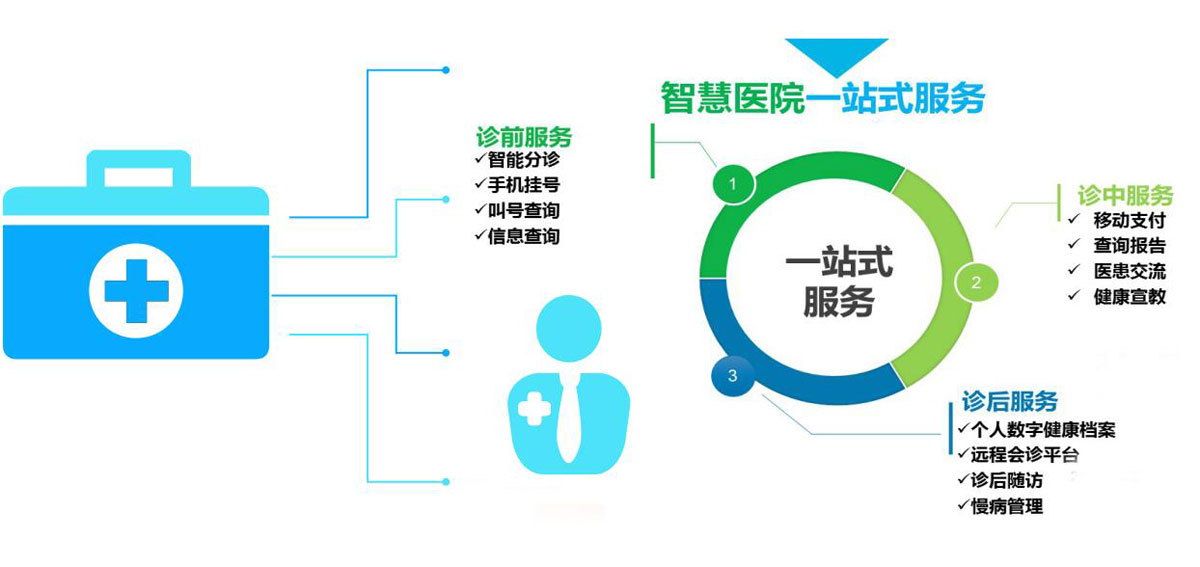 智慧医院一站式服务
诊前服务
✓智能分诊
✓手机挂号
✓叫号查询
✓信息查询
1
一站式
服务
2
3
诊中服务
✓ 移动支付
✓ 查询报告
✓ 医患交流
✓ 健康宣教
诊后服务
✓个人数字健康档案
✓远程会诊平台
✓诊后随访
✓慢病管理